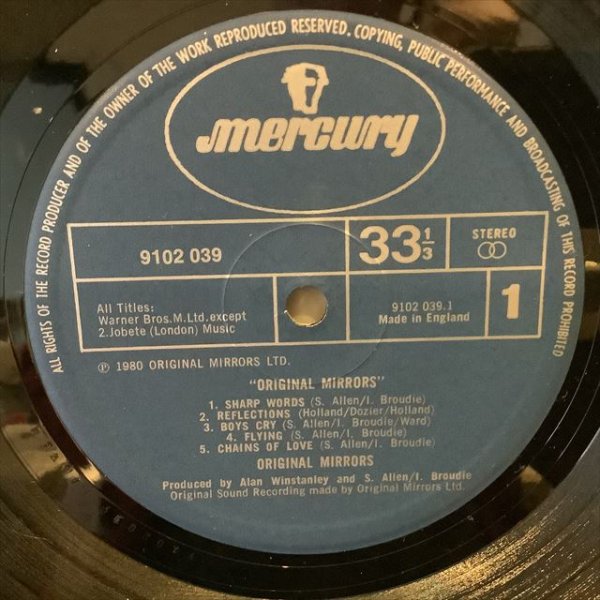 ALL RIGHTS OF THE RECORD PRODUCER AND OF THE OWNER OF THE WORK REPRODUCED RESERVED. COPYING, PUBLIC PERFORMANCE AND BROADCASTING OF THIS RECORD PROHIBITED
mercury
9102 039
33 1/3
STEREO
All Titles:
Warner Bros.M.Ltd.except
2.Jobete (London) Music
9102 039.1
Made in England
1
℗ 1980 ORIGINAL MIRRORS LTD.
"ORIGINAL MIRRORS"
1. SHARP WORDS (S. Allen/I. Broudie)
2. REFLECTIONS (Holland/Dozier/Holland)
3. BOYS CRY (S. Allen/I. Broudie/Ward)
4. FLYING (S. Allen/I. Broudie)
5. CHAINS OF LOVE (S. Allen/I. Broudie)
ORIGINAL MIRRORS
Produced by Alan Winstanley and S. Allen/I. Broudie
Original Sound Recording made by Original Mirrors Ltd.